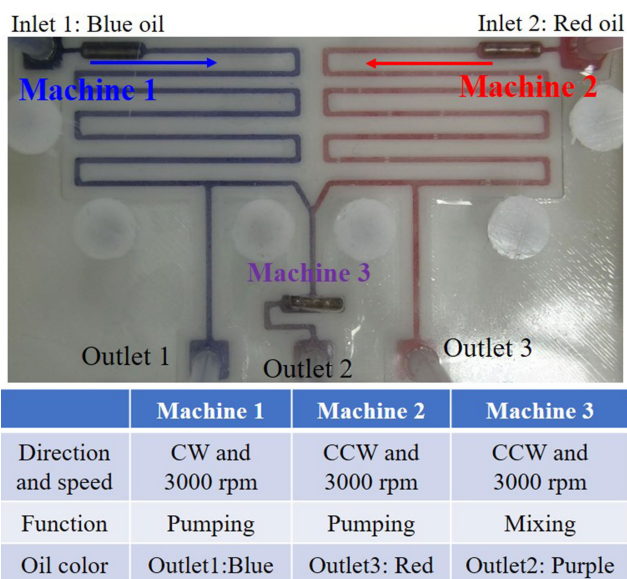 Inlet 1: Blue oil
Inlet 2: Red oil
Machine 1
Machine 2
Machine 3
Outlet 1
Outlet 2
Outlet 3
Machine 1 Machine 2 Machine 3
Direction and speed CW and 3000 rpm CCW and 3000 rpm CCW and 3000 rpm
Function Pumping Pumping Mixing
Oil color Outlet1:Blue Outlet3: Red Outlet2: Purple